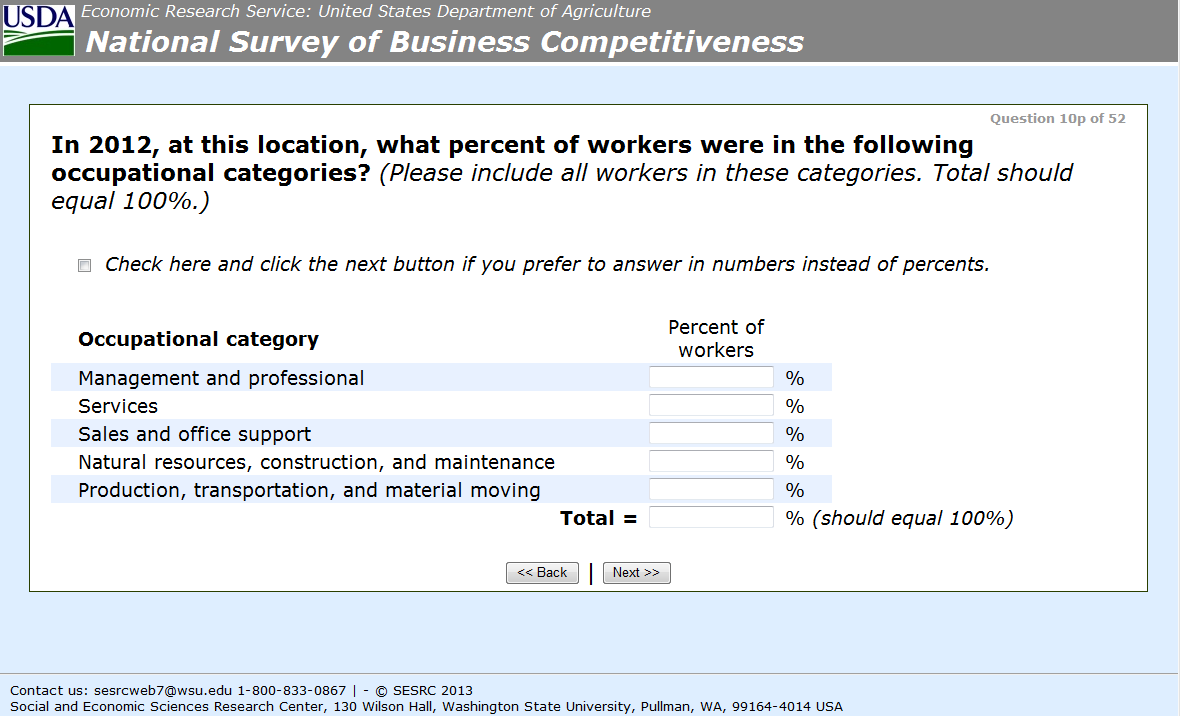 USDA
Economic Research Service: United States Department of Agriculture
National Survey of Business Competitiveness
Question 10p of 52
In 2012, at this location, what percent of workers were in the following
occupational categories? (Please include all workers in these categories. Total should
equal 100%.)
Check here and click the next button if you prefer to answer in numbers instead of percents.
Occupational category
Percent of
workers
Management and professional %
Services %
Sales and office support %
Natural resources, construction, and maintenance %
Production, transportation, and material moving %
Total = % (should equal 100%)
<< Back | Next >>
Contact us: sesrcweb7@wsu.edu 1-800-833-0867 | - © SESRC 2013
Social and Economic Sciences Research Center, 130 Wilson Hall, Washington State University, Pullman, WA, 99164-4014 USA